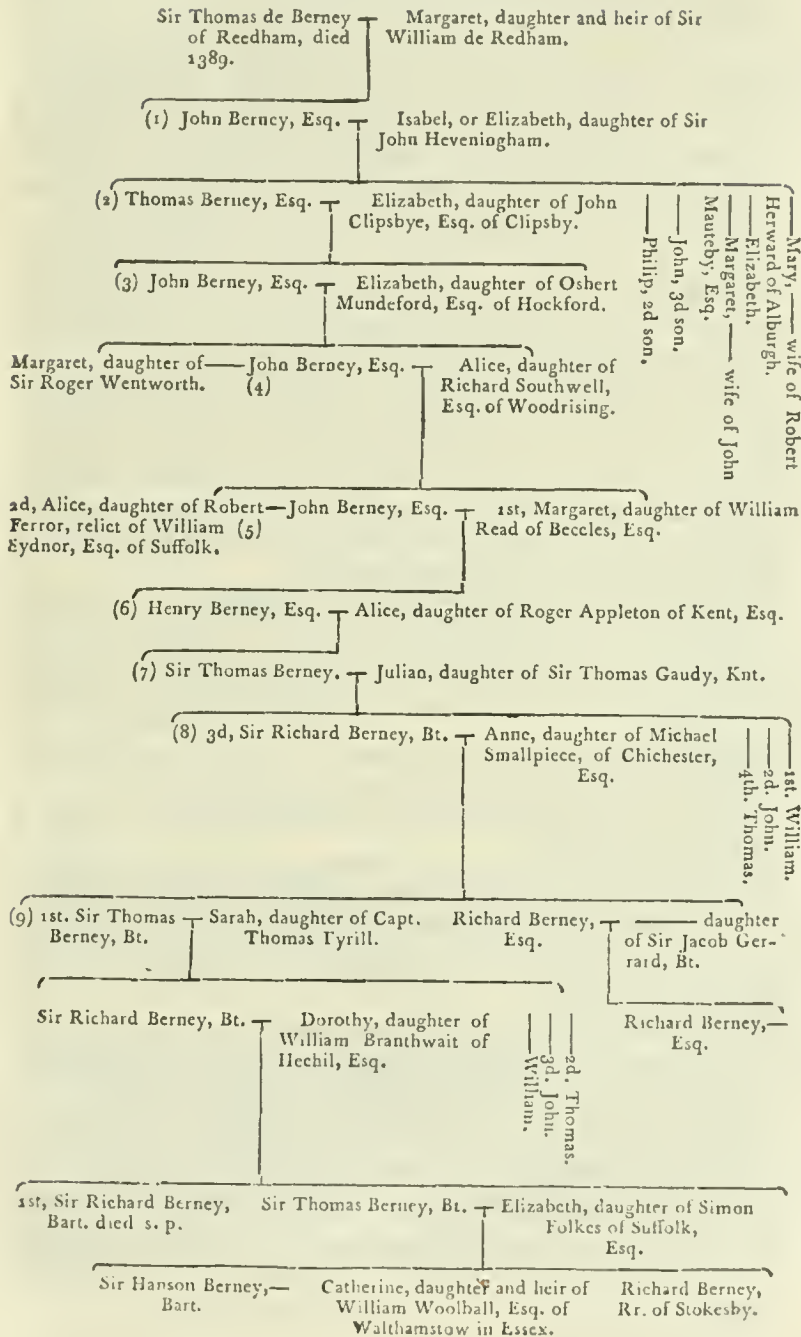 Sir Thomas de Berney
of Reedham, died
1389.
Margaret, daughter and heir of Sir
William de Redham.
(1) John Berney, Esq.
Isabel, or Elizabeth, daughter of Sir
John Heveningham.
(2) Thomas Berney, Esq.
Elizabeth, daughter of John
Clipsbye, Esq. of Clipsby.
Philip, 2d son.
John, 3d son.
Margaret, —— wife of John
Mauteby, Esq.
Elizabeth.
Mary, —— wife of Robert
Herward of Alburgh.
(3) John Berney, Esq.
Elizabeth, daughter of Osbert
Mundeford, Esq. of Hockford.
Margaret, daughter of
Sir Roger Wentworth.
John Berney, Esq.
(4)
Alice, daughter of
Richard Southwell,
Esq. of Woodrising.
2d, Alice, daughter of Robert
Ferror, relict of William
Eydnor, Esq. of Suffolk.
John Berney, Esq.
(5)
1st, Margaret, daughter of William
Read of Beccles, Esq.
(6) Henry Berney, Esq.
Alice, daughter of Roger Appleton of Kent, Esq.
(7) Sir Thomas Berney.
Julian, daughter of Sir Thomas Gaudy, Knt.
(8) 3d, Sir Richard Berney, Bt.
Anne, daughter of Michael
Smallpiece, of Chichester,
Esq.
4th. Thomas.
2d. John.
1st. William.
(9) 1st. Sir Thomas
Berney, Bt.
Sarah, daughter of Capt.
Thomas Tyrill.
Richard Berney,
Esq.
—— daughter
of Sir Jacob Ger-
rard, Bt.
Sir Richard Berney, Bt.
Dorothy, daughter of
William Branthwait of
Hechil, Esq.
William.
3d. John.
2d. Thomas.
Richard Berney,—
Esq.
1st, Sir Richard Berney,
Bart. died s. p.
Sir Thomas Berney, Bt.
Elizabeth, daughter of Simon
Folkes of Suffolk,
Esq.
Sir Hanson Berney,—
Bart.
Catherine, daughter and heir of
William Woolball, Esq. of
Walthamstow in Essex.
Richard Berney,
Rr. of Stokesby.